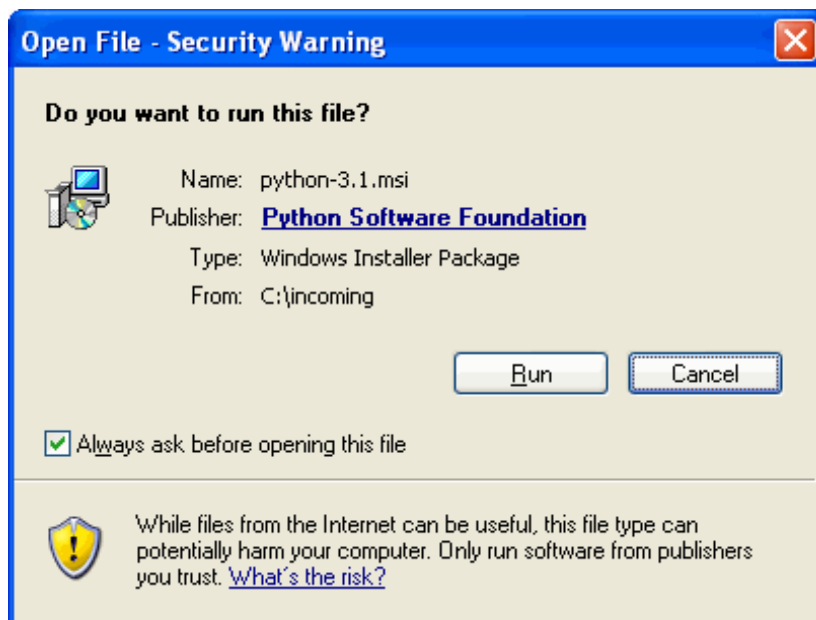 Open File - Security Warning
Do you want to run this file?
Name: python-3.1.msi
Publisher: Python Software Foundation
Type: Windows Installer Package
From: C:\incoming
Run Cancel
Always ask before opening this file
While files from the Internet can be useful, this file type can
potentially harm your computer. Only run software from publishers
you trust. What's the risk?